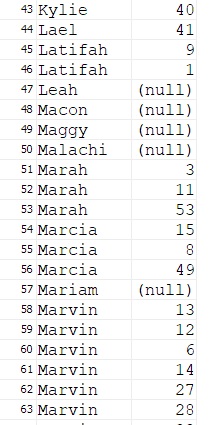 43 Kylie 40
44 Lael 41
45 Latifah 9
46 Latifah 1
47 Leah (null)
48 Macon (null)
49 Maggy (null)
50 Malachi (null)
51 Marah 3
52 Marah 11
53 Marah 53
54 Marcia 15
55 Marcia 8
56 Marcia 49
57 Mariam (null)
58 Marvin 13
59 Marvin 12
60 Marvin 6
61 Marvin 14
62 Marvin 27
63 Marvin 28